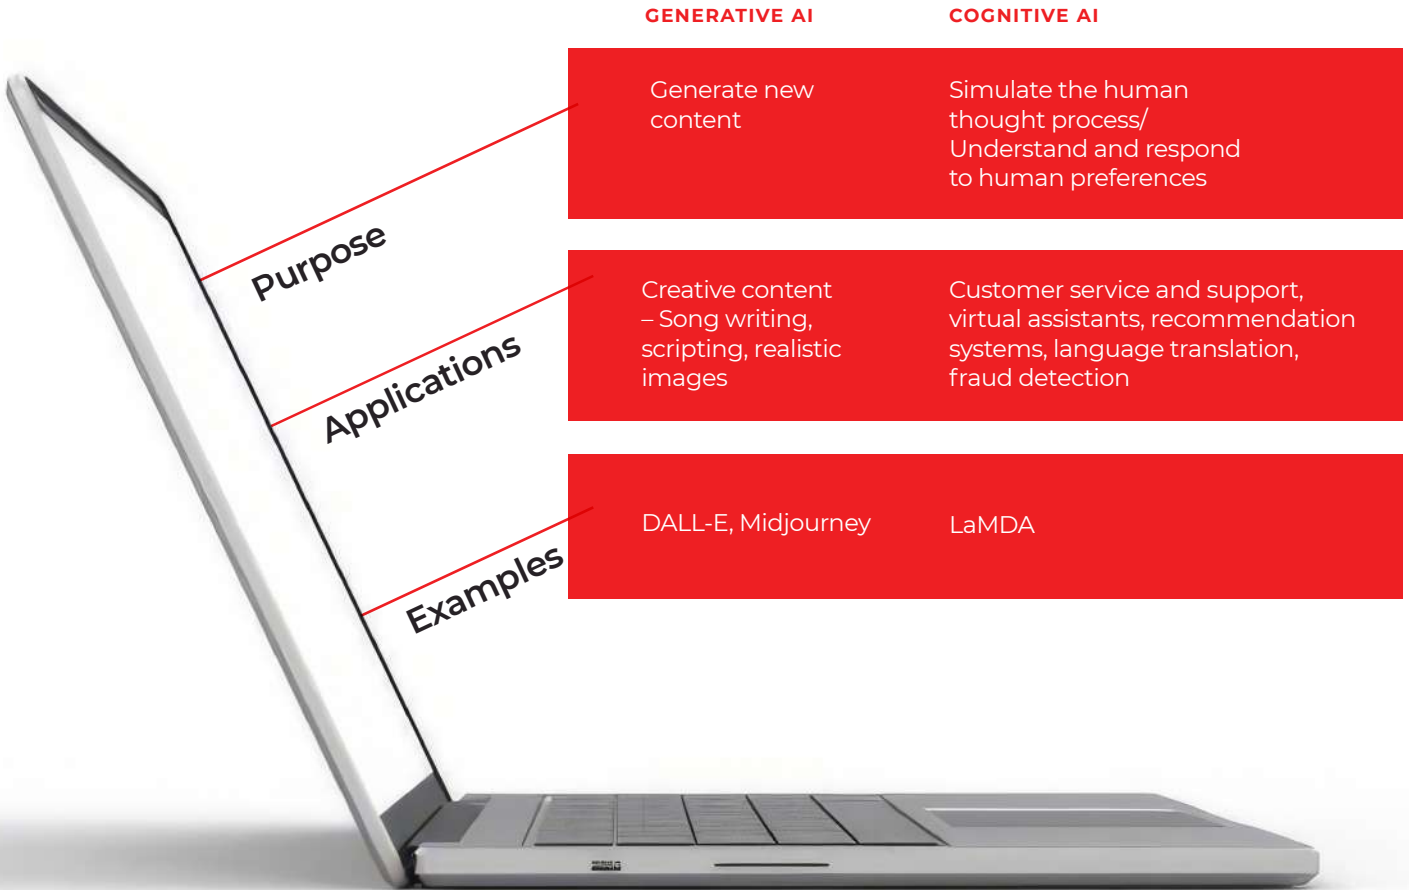 GENERATIVE AI
COGNITIVE AI
Purpose
Generate new
content
Simulate the human
thought process/
Understand and respond
to human preferences
Applications
Creative content
– Song writing,
scripting, realistic
images
Customer service and support,
virtual assistants, recommendation
systems, language translation,
fraud detection
Examples
DALL-E, Midjourney
LaMDA